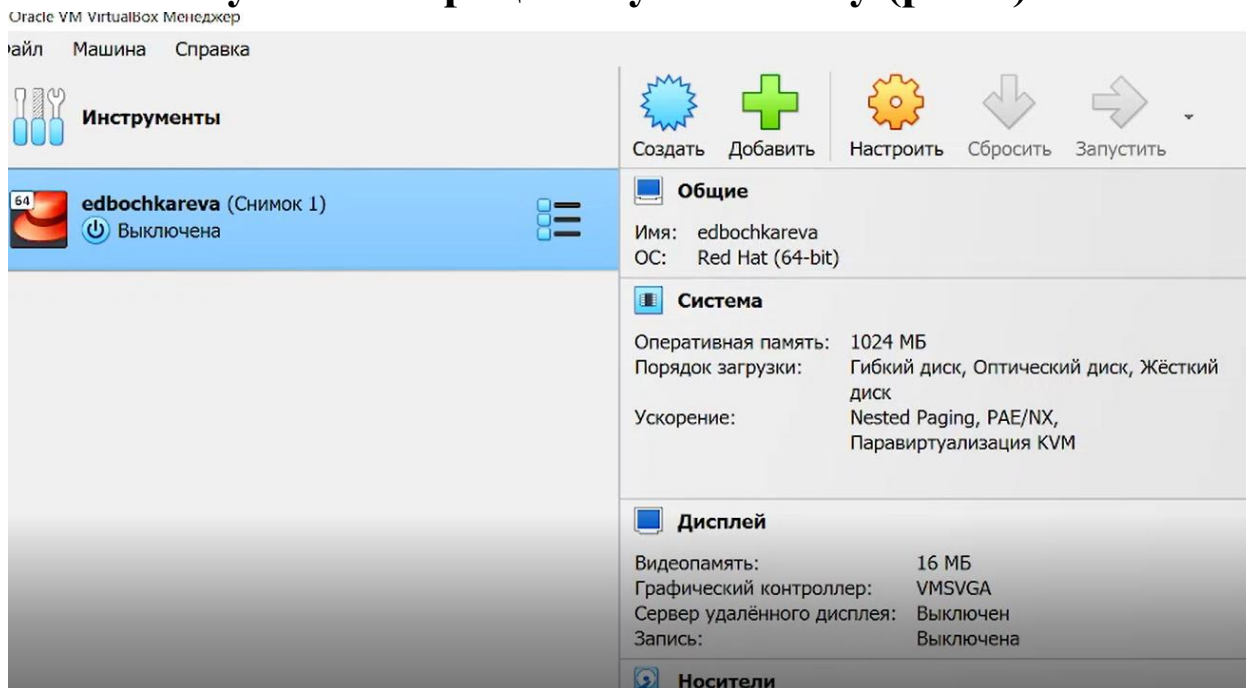 Oracle VM VirtualBox Менеджер
айл Машина Справка
Инструменты
Создать Добавить Настроить Сбросить Запустить
64
edbochkareva (Снимок 1)
Выключена
Общие
Имя: edbochkareva
ОС: Red Hat (64-bit)
Система
Оперативная память: 1024 МБ
Порядок загрузки: Гибкий диск, Оптический диск, Жёсткий
диск
Ускорение: Nested Paging, PAE/NX,
Паравиртуализация KVM
Дисплей
Видеопамять: 16 МБ
Графический контроллер: VMSVGA
Сервер удалённого дисплея: Выключен
Запись: Выключена
Носители